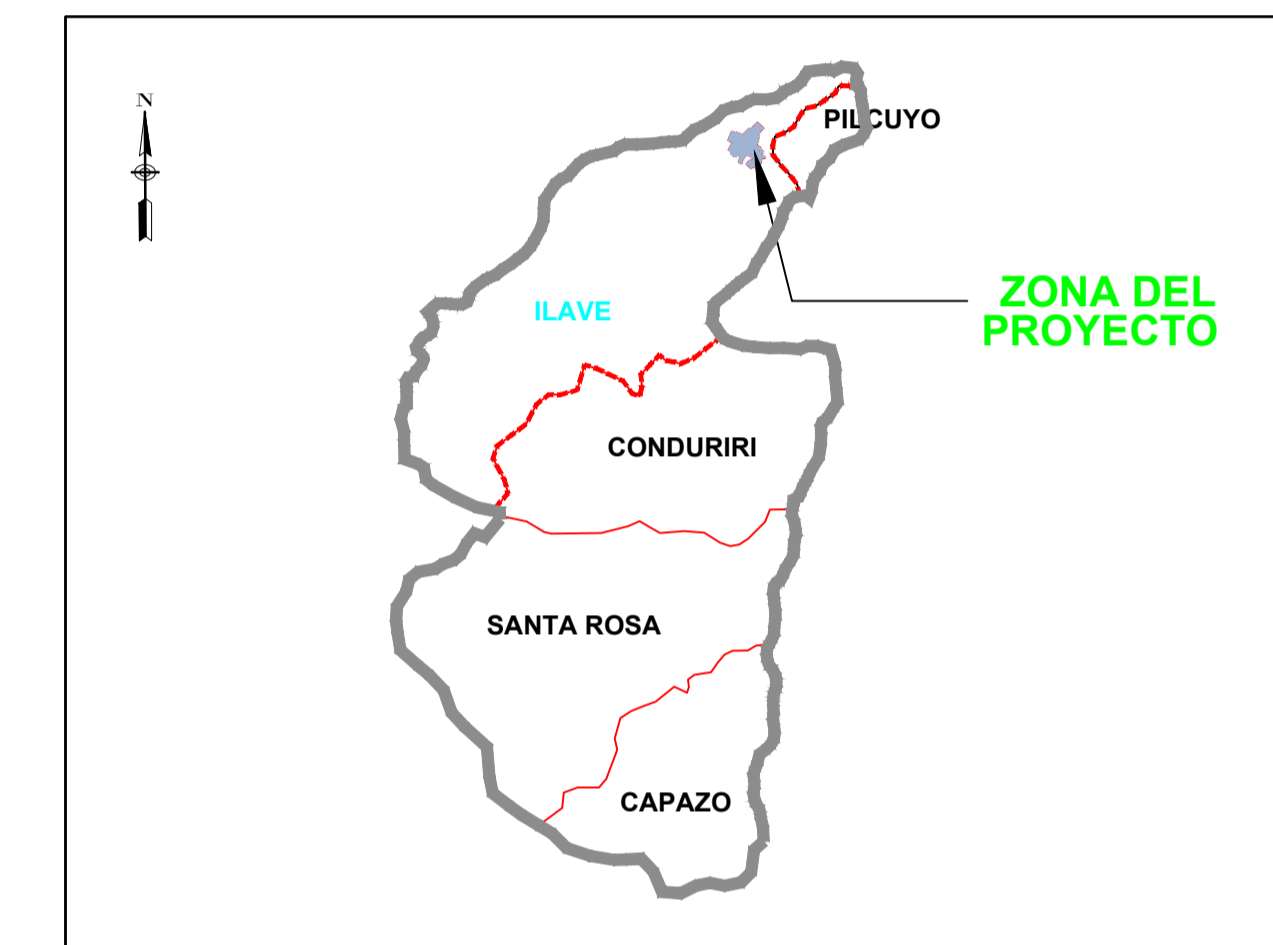 N
PILCUYO
ZONA DEL
PROYECTO
ILAVE
CONDURIRI
SANTA ROSA
CAPAZO